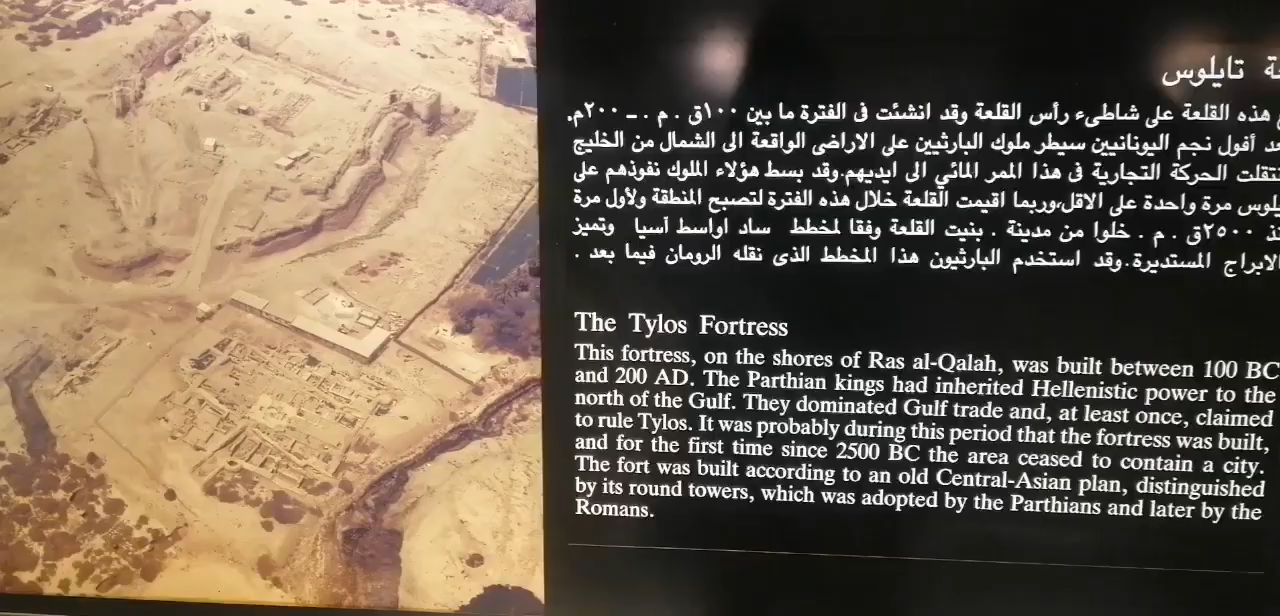 تايلوس
هذه القلعة على شاطىء رأس القلعة وقد انشئت فى الفترة ما بين ١٠٠ق . م . ــ ٢٠٠م.
أفول نجم اليونانيين سيطر ملوك البارثيين على الاراضى الواقعة الى الشمال من الخليج
الحركة التجارية فى هذا الممر المائي الى ايديهم.وقد بسط هؤلاء الملوك نفوذهم على
مرة واحدة على الاقل،وربما اقيمت القلعة خلال هذه الفترة لتصبح المنطقة ولأول مرة
٢٥٠٠ق . م . خلوا من مدينة . بنيت القلعة وفقا لمخطط ساد اواسط أسيا وتميز
الابراج المستديرة.وقد استخدم البارثيون هذا المخطط الذى نقله الرومان فيما بعد .
The Tylos Fortress
This fortress, on the shores of Ras al-Qalah, was built between 100 BC
and 200 AD. The Parthian kings had inherited Hellenistic power to the
north of the Gulf. They dominated Gulf trade and, at least once, claimed
to rule Tylos. It was probably during this period that the fortress was built,
and for the first time since 2500 BC the area ceased to contain a city.
The fort was built according to an old Central-Asian plan, distinguished
by its round towers, which was adopted by the Parthians and later by the
Romans.